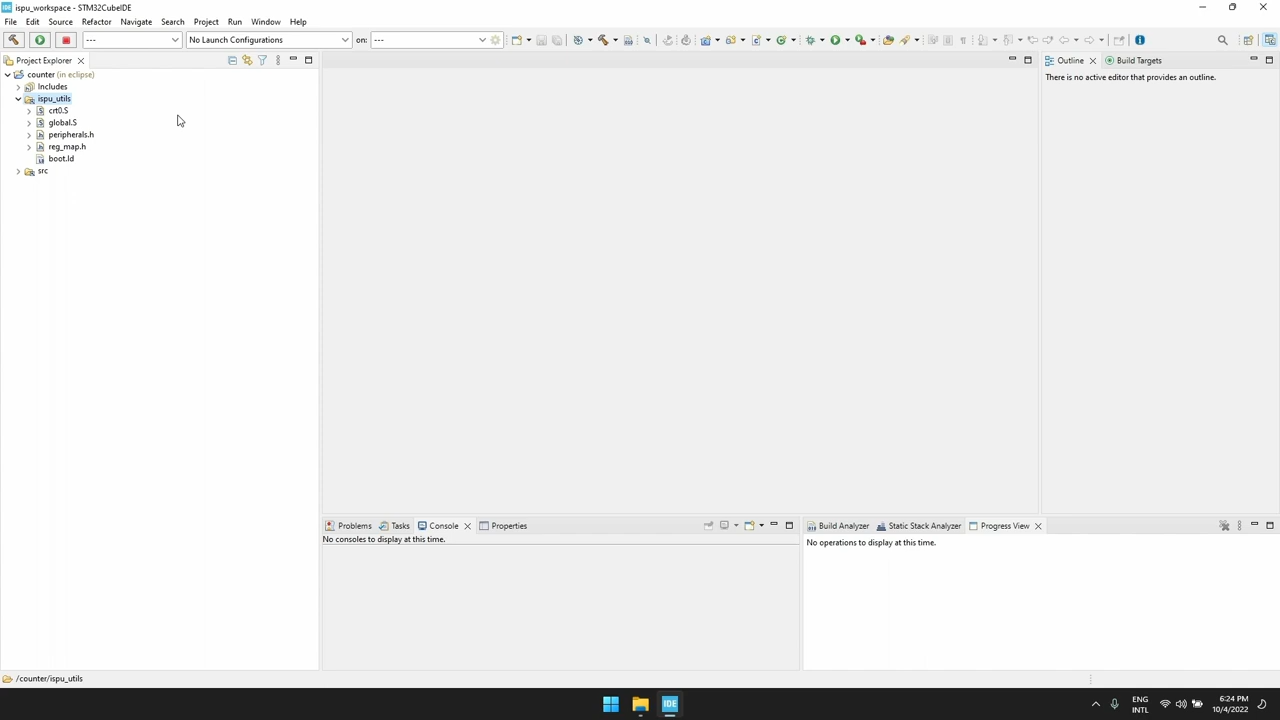 IDE ispu_workspace - STM32CubeIDE
File Edit Source Refactor Navigate Search Project Run Window Help
--- No Launch Configurations on: ---
Project Explorer
counter (in eclipse)
Includes
ispu_utils
crt0.S
global.S
peripherals.h
reg_map.h
boot.ld
src
Outline Build Targets
There is no active editor that provides an outline.
Problems Tasks Console Properties
No consoles to display at this time.
Build Analyzer Static Stack Analyzer Progress View
No operations to display at this time.
/counter/ispu_utils
IDE
ENG
INTL
6:24 PM
10/4/2022